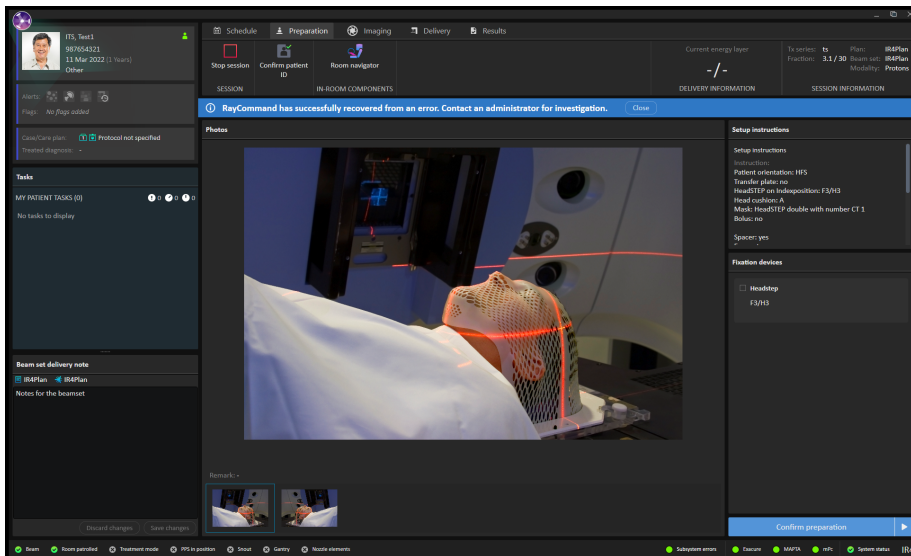 ITS, Test1
987654321
11 Mar 2022 (1 Years)
Other
Alerts:
Flags: No flags added
Case/Care plan: Protocol not specified
Treated diagnosis: -
Tasks
MY PATIENT TASKS (0) 0 0 0
No tasks to display
Beam set delivery note
IR4Plan IR4Plan
Notes for the beamset
Discard changes Save changes
Schedule Preparation Imaging Delivery Results
Stop session
Confirm patient ID
Room navigator
SESSION
IN-ROOM COMPONENTS
Current energy layer
-/-
DELIVERY INFORMATION
Tx series: ts Plan: IR4Plan
Fraction: 3.1 / 30 Beam set: IR4Plan
Modality: Protons
SESSION INFORMATION
RayCommand has successfully recovered from an error. Contact an administrator for investigation. Close
Photos
Remark: -
Setup instructions
Setup instructions
Instruction:
Patient orientation: HFS
Transfer plate: no
HeadSTEP on Indexposition: F3/H3
Head cushion: A
Mask: HeadSTEP double with number CT 1
Bolus: no
Spacer: yes
Fixation devices
Headstep
F3/H3
Confirm preparation
Beam Room patrolled Treatment mode PPS in position Snout Gantry Nozzle elements Subsystem errors Exacure MAPTA mPc System status